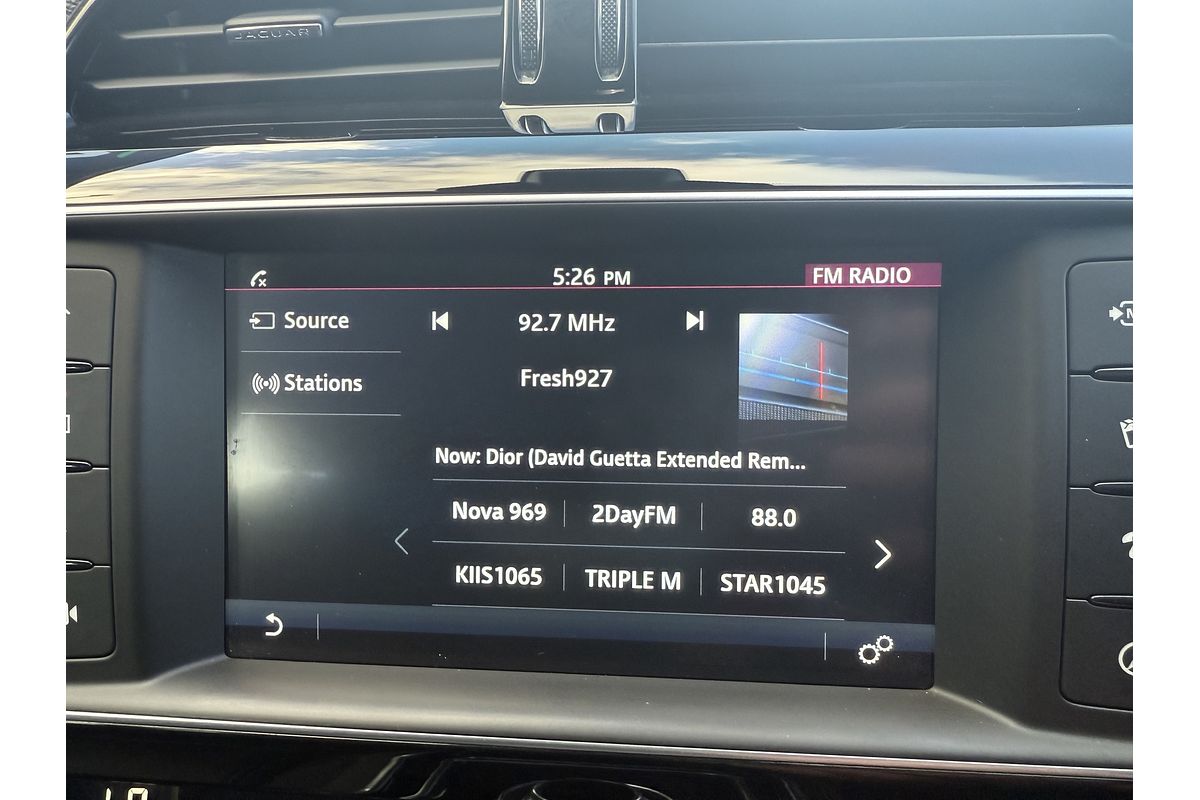 JAGUAR
5:26 PM
FM RADIO
Source
92.7 MHz
Stations
Fresh927
Now: Dior (David Guetta Extended Rem...
Nova 969
2DayFM
88.0
KIIS1065
TRIPLE M
STAR1045